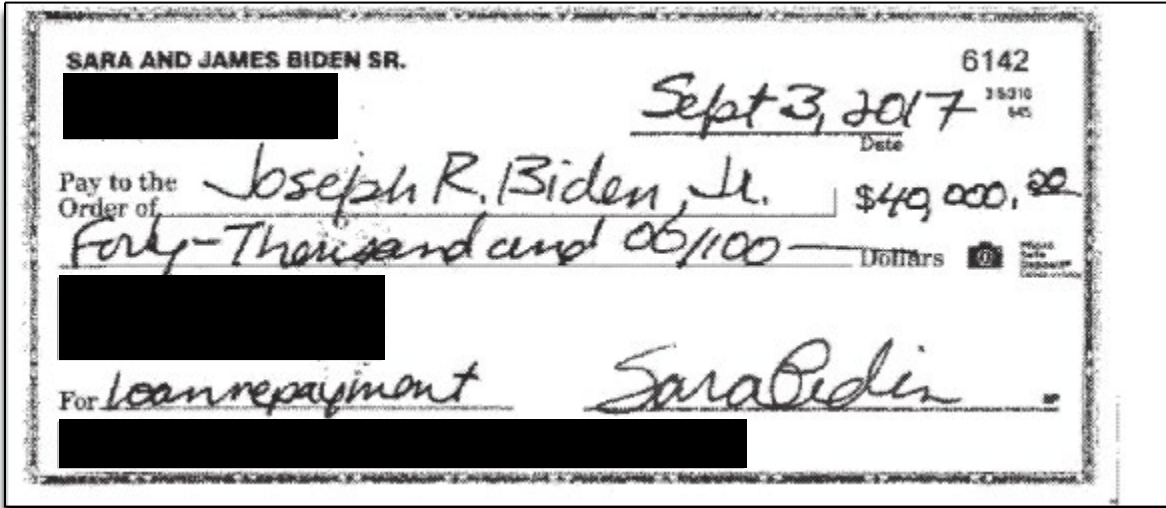 SARA AND JAMES BIDEN SR.
6142
Sept 3, 2017
Date
Pay to the
Order of Joseph R. Biden, Jr. $40,000.00
Forty-Thousand and 00/100 Dollars
For Loan repayment Sara Biden